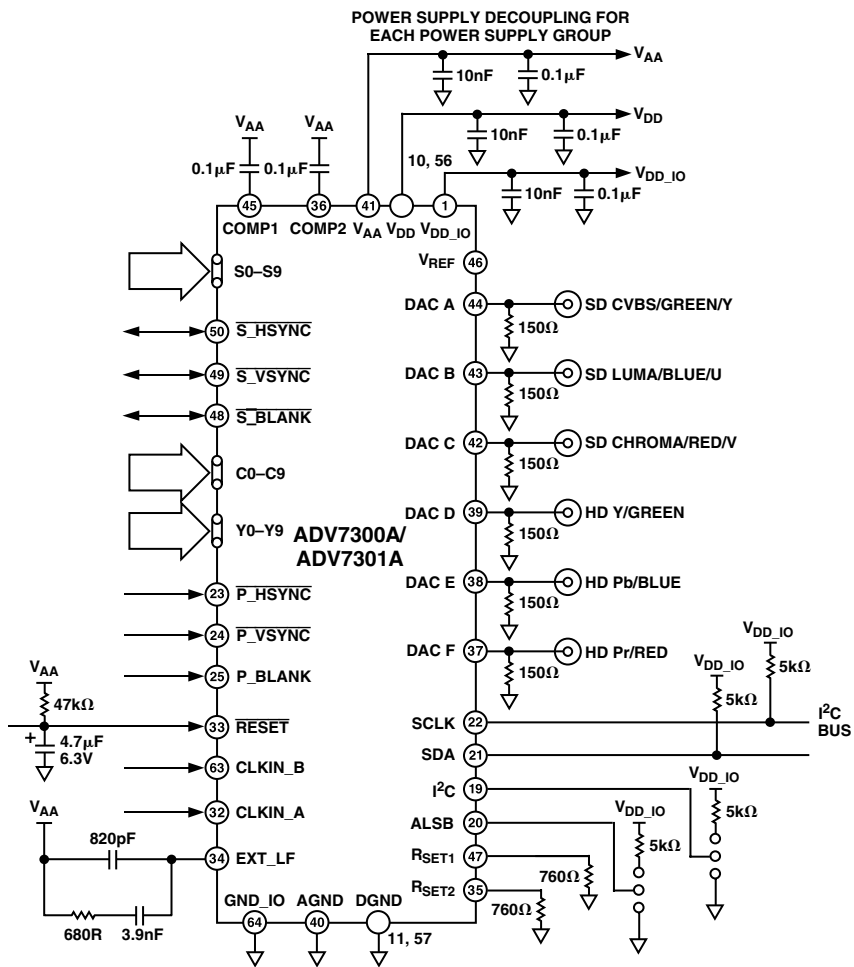 POWER SUPPLY DECOUPLING FOR
EACH POWER SUPPLY GROUP
VAA
10nF
0.1µF
VAA
VAA
VDD
10nF
0.1µF
10, 56
0.1µF
0.1µF
VDD_IO
10nF
0.1µF
45
36
41
1
COMP1
COMP2
VAA
VDD
VDD_IO
VREF
46
S0–S9
DAC A
44
SD CVBS/GREEN/Y
150Ω
50
S_HSYNC
49
S_VSYNC
DAC B
43
SD LUMA/BLUE/U
150Ω
48
S_BLANK
DAC C
42
SD CHROMA/RED/V
150Ω
C0–C9
Y0–Y9
ADV7300A/
ADV7301A
DAC D
39
HD Y/GREEN
150Ω
23
P_HSYNC
DAC E
38
HD Pb/BLUE
150Ω
24
P_VSYNC
DAC F
37
HD Pr/RED
150Ω
25
P_BLANK
VDD_IO
5kΩ
VDD_IO
5kΩ
VAA
47kΩ
33
RESET
+
4.7µF
6.3V
SCLK
22
I2C
BUS
SDA
21
63
CLKIN_B
I2C
19
VDD_IO
5kΩ
32
CLKIN_A
ALSB
20
VDD_IO
5kΩ
VAA
820pF
34
EXT_LF
680R
3.9nF
RSET1
47
760Ω
RSET2
35
760Ω
GND_IO
AGND
DGND
64
40
11, 57